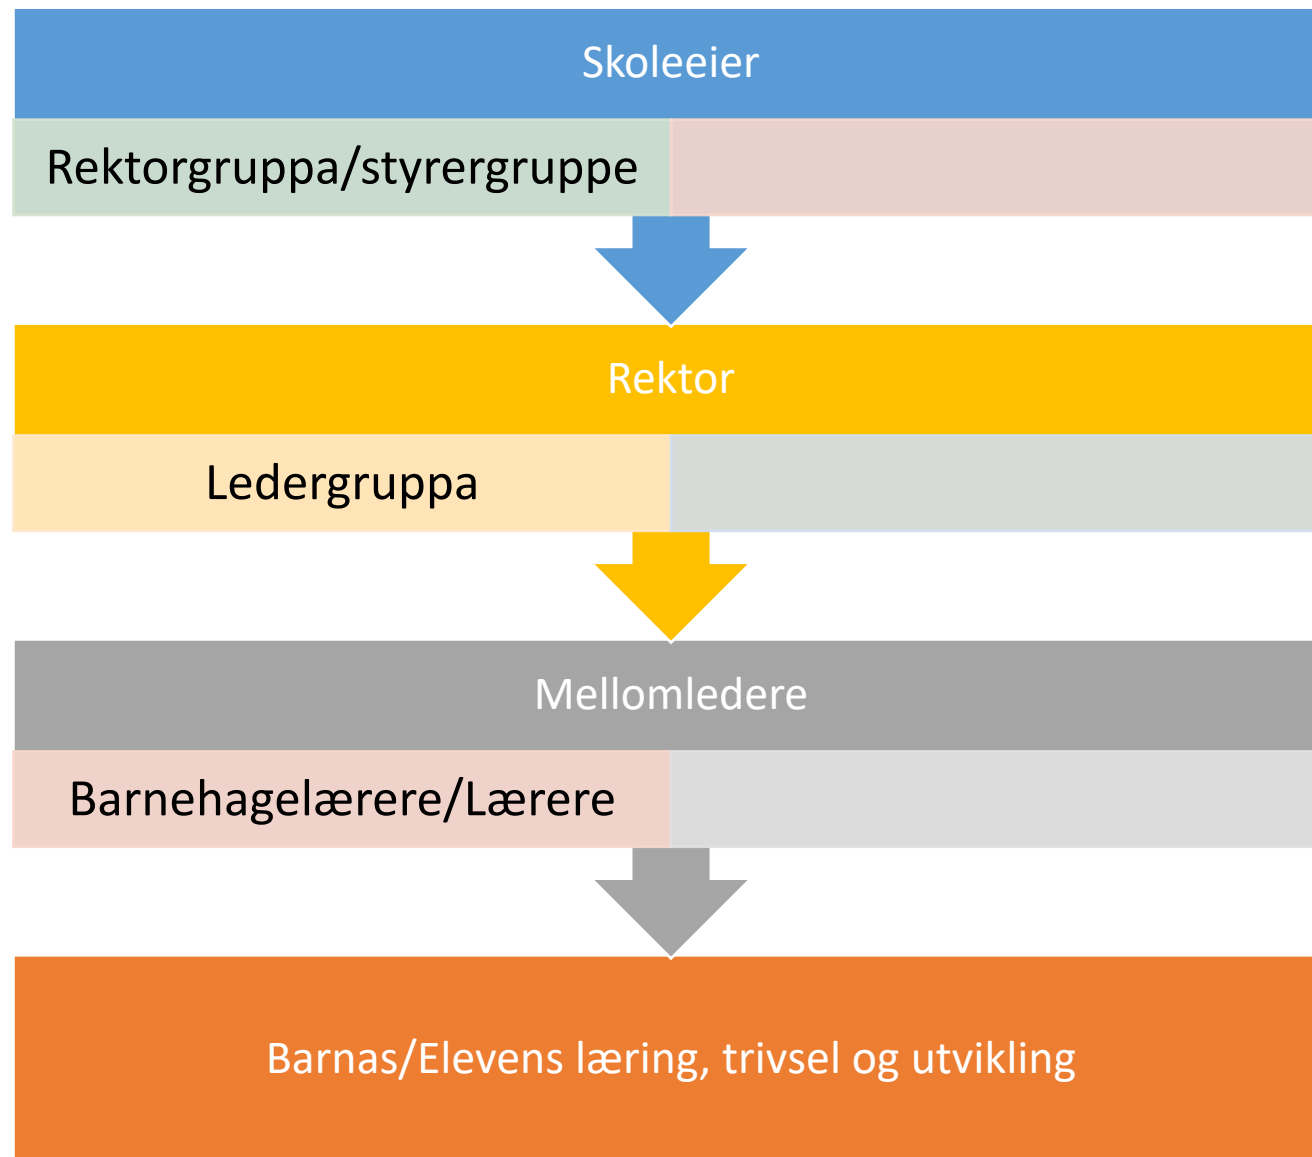 Skoleeier
Rektorgruppa/styrergruppe
Rektor
Ledergruppa
Mellomledere
Barnehagelærere/Lærere
Barnas/Elevens læring, trivsel og utvikling